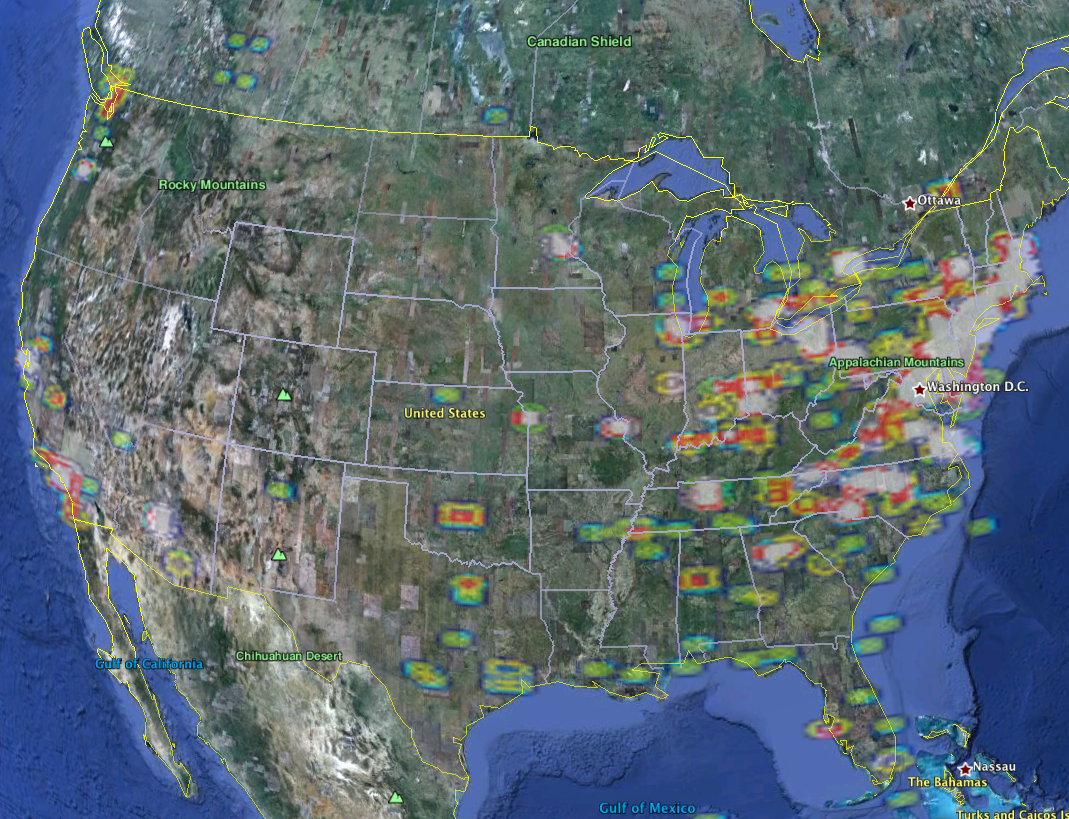 Canadian Shield
Rocky Mountains
Ottawa
Appalachian Mountains
Washington D.C.
United States
Gulf of California
Chihuahuan Desert
Nassau
The Bahamas
Gulf of Mexico
Turks and Caicos Is